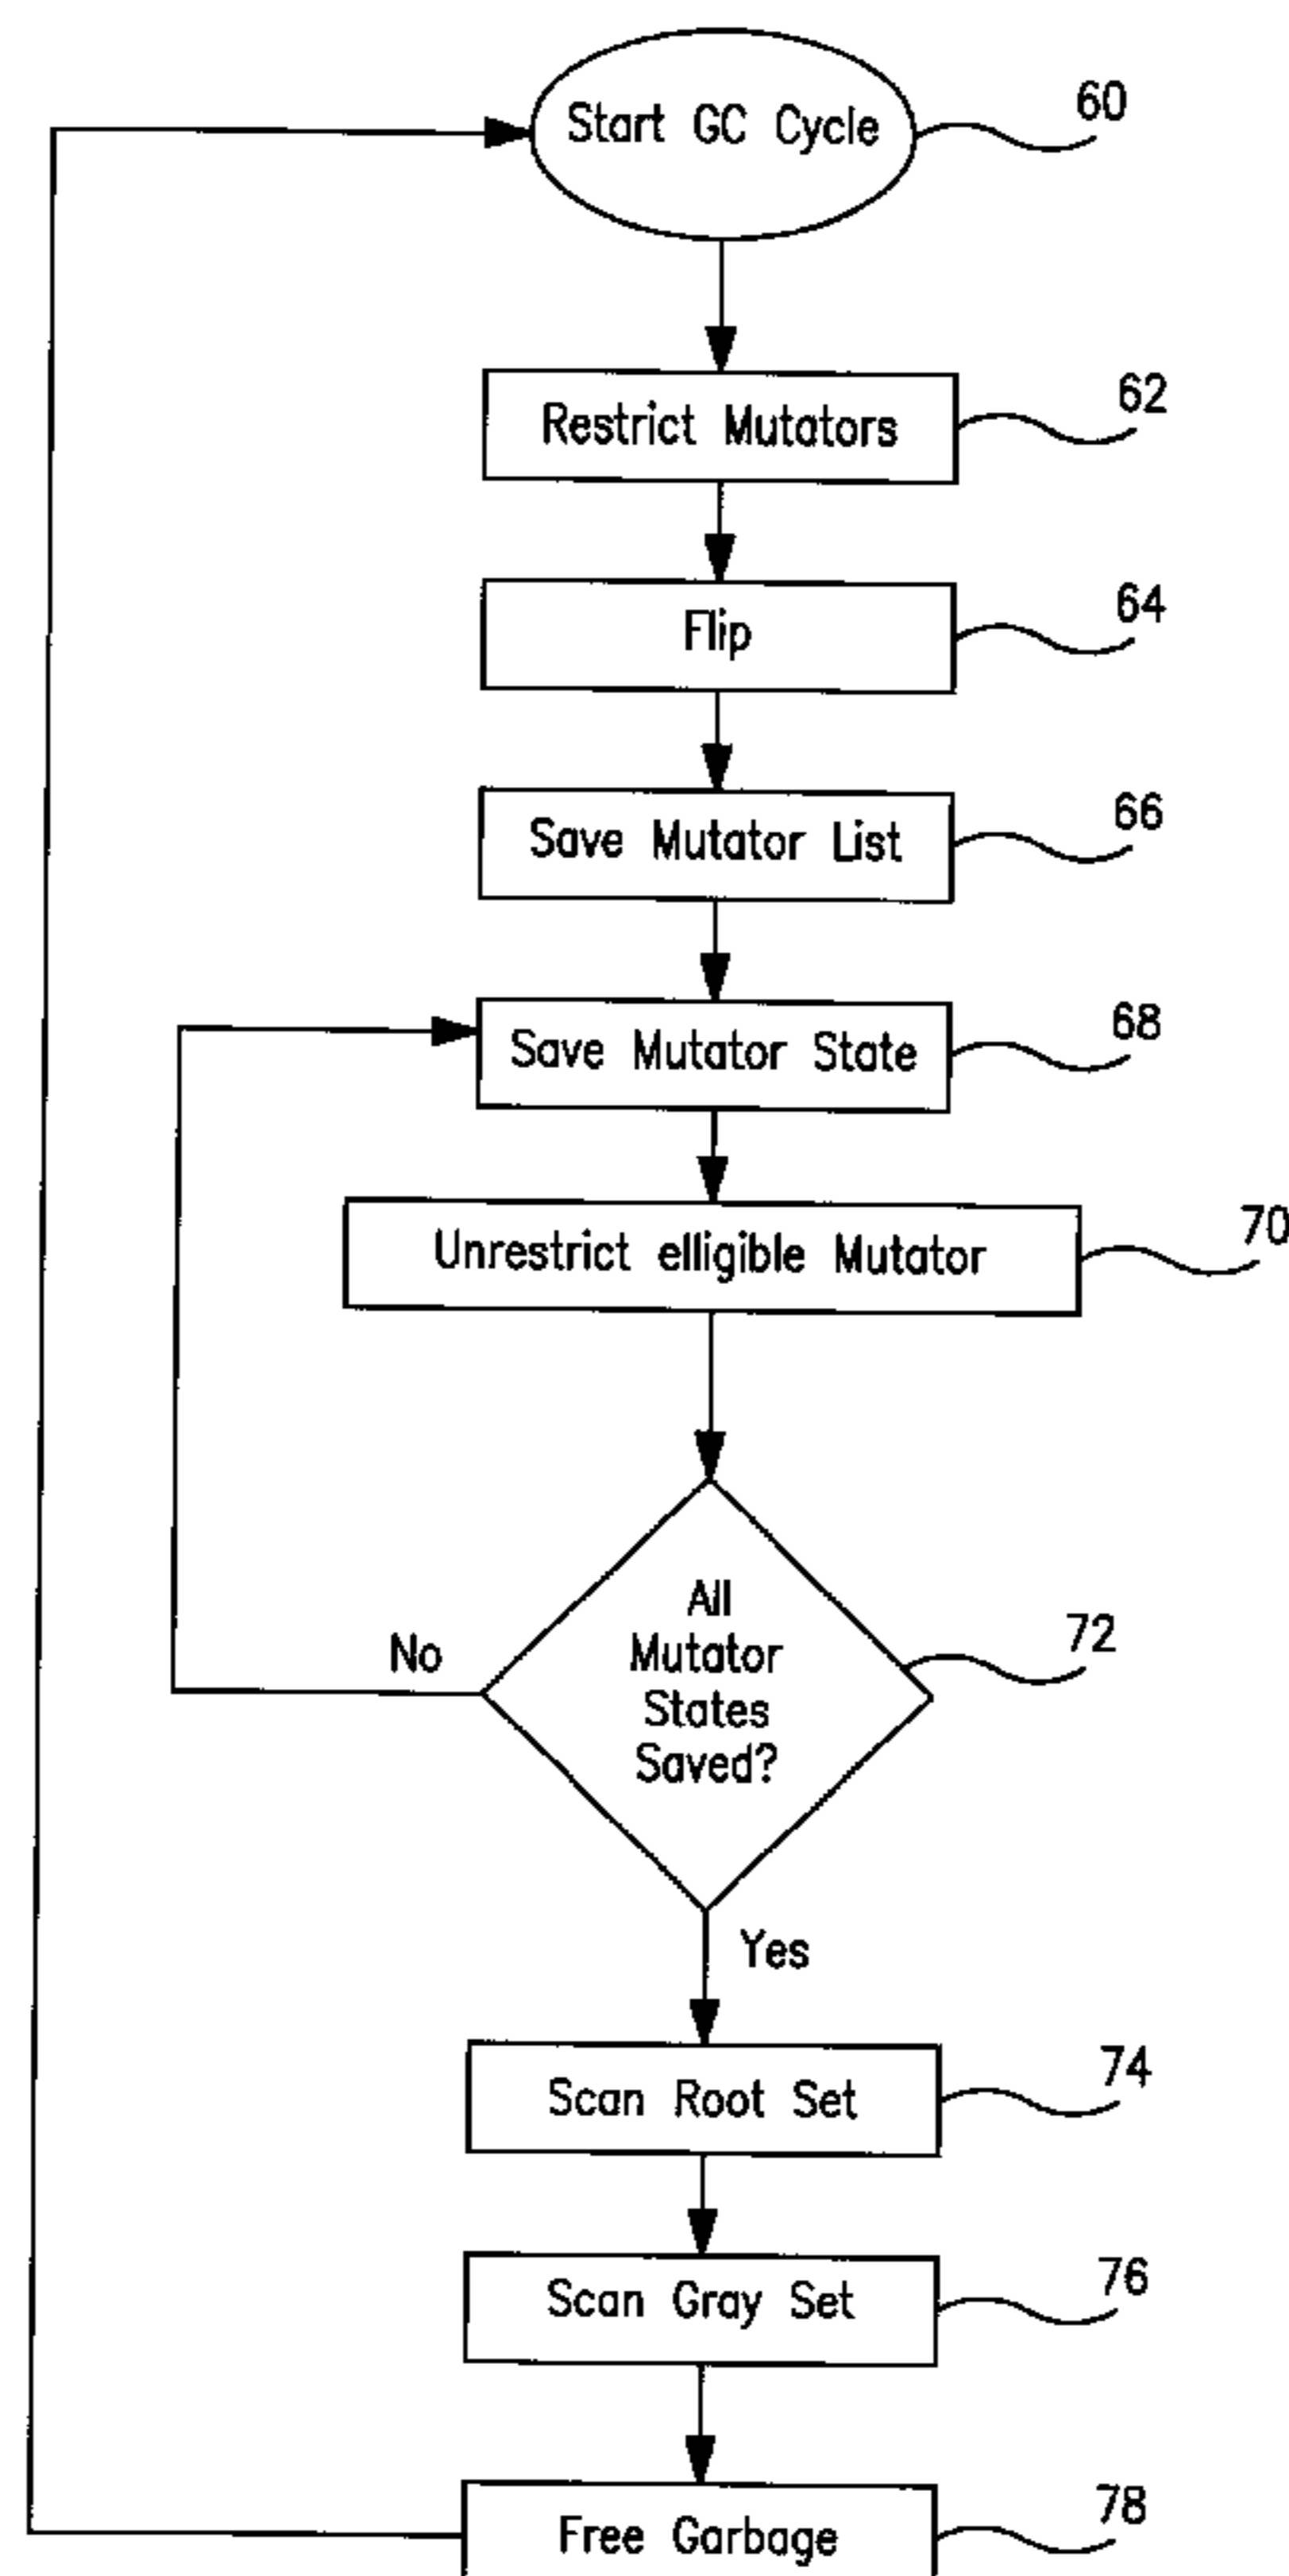 Start GC Cycle
60
Restrict Mutators
62
Flip
64
Save Mutator List
66
Save Mutator State
68
Unrestrict elligible Mutator
70
All
Mutator
States
Saved?
72
No
Yes
Scan Root Set
74
Scan Gray Set
76
Free Garbage
78